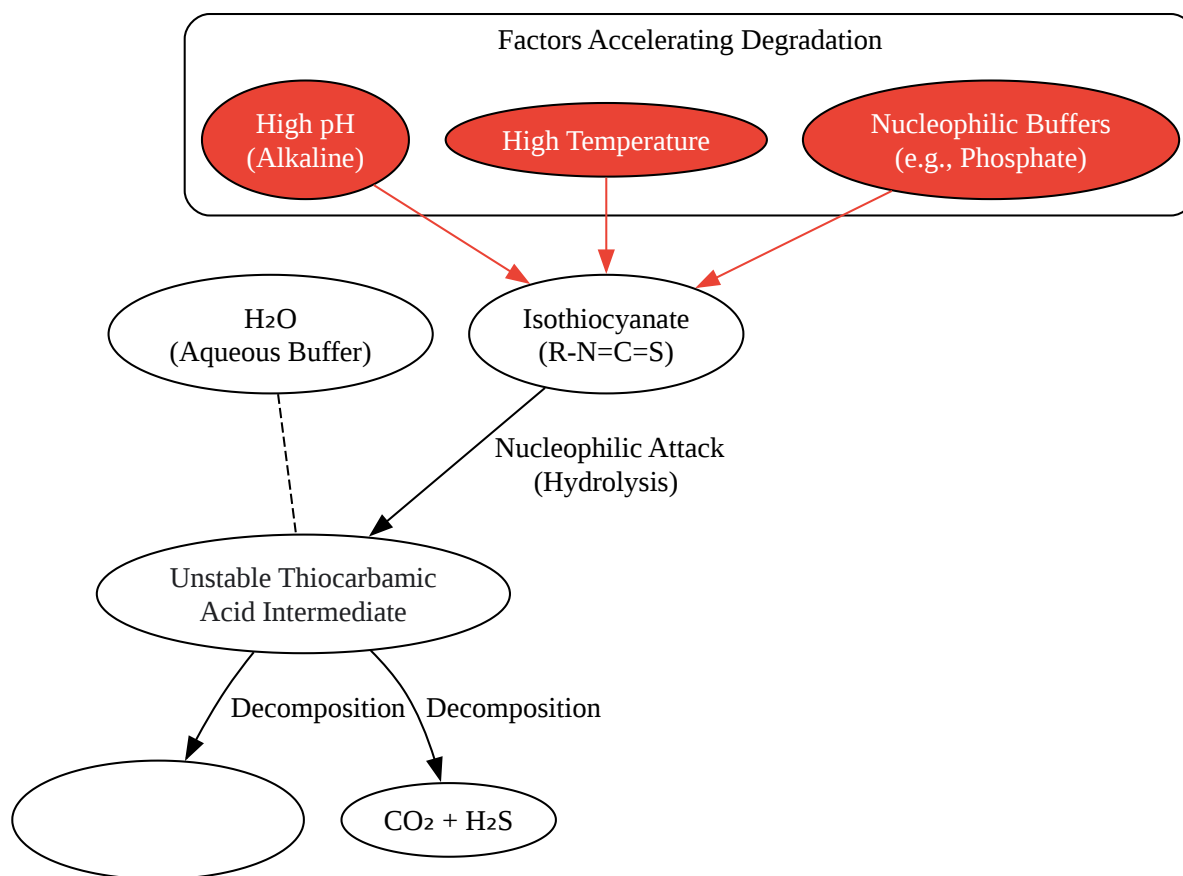 Factors Accelerating Degradation
High pH
(Alkaline)
High Temperature
Nucleophilic Buffers
(e.g., Phosphate)
H₂O
(Aqueous Buffer)
Isothiocyanate
(R-N=C=S)
Nucleophilic Attack
(Hydrolysis)
Unstable Thiocarbamic
Acid Intermediate
Decomposition
Decomposition
CO₂ + H₂S